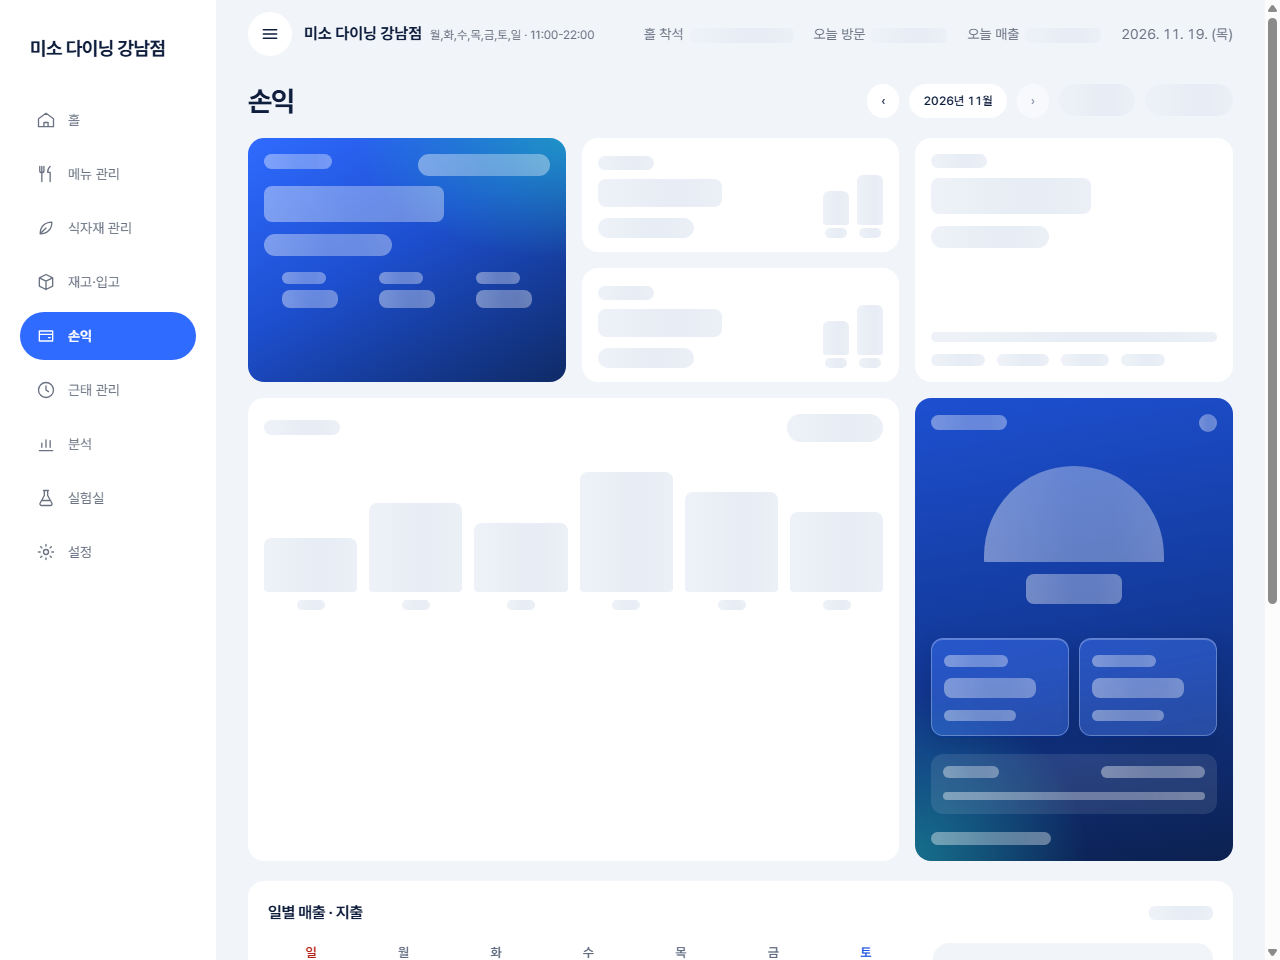 미소 다이닝 강남점
홈
메뉴 관리
식자재 관리
재고·입고
손익
근태 관리
분석
실험실
설정
미소 다이닝 강남점 월,화,수,목,금,토,일 · 11:00-22:00 홀 착석 오늘 방문 오늘 매출 2026. 11. 19. (목)
손익
‹ 2026년 11월 ›
일별 매출 · 지출
일 월 화 수 목 금 토